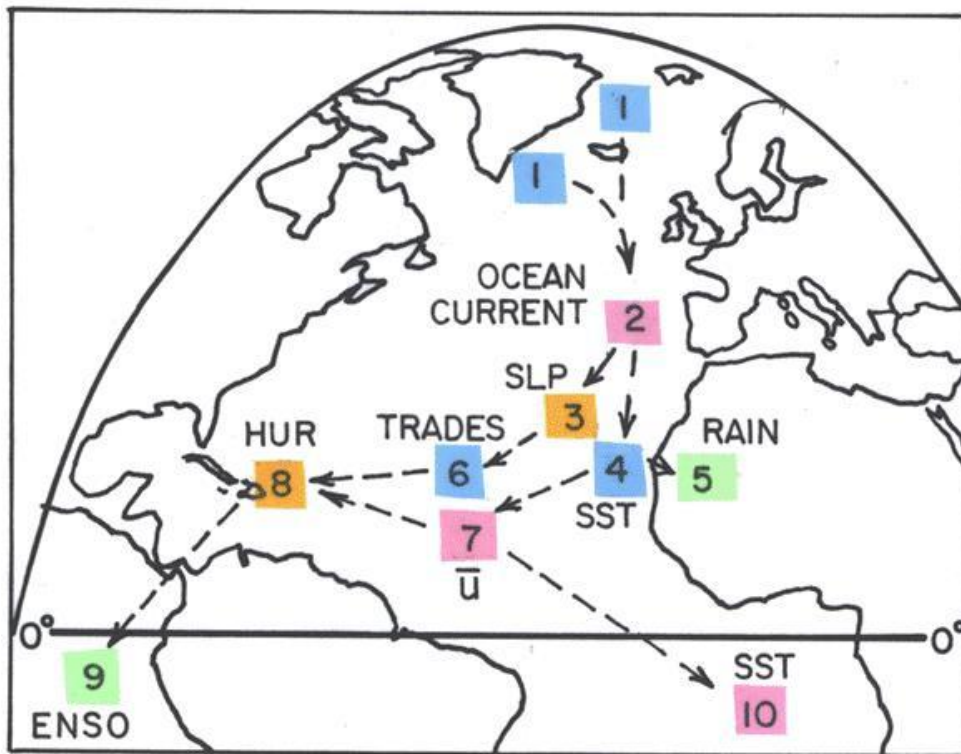 1
1
OCEAN
CURRENT 2
SLP
3
HUR
TRADES
RAIN
8
6
4
5
SST
7
ū
0° 0°
9
ENSO
SST
10